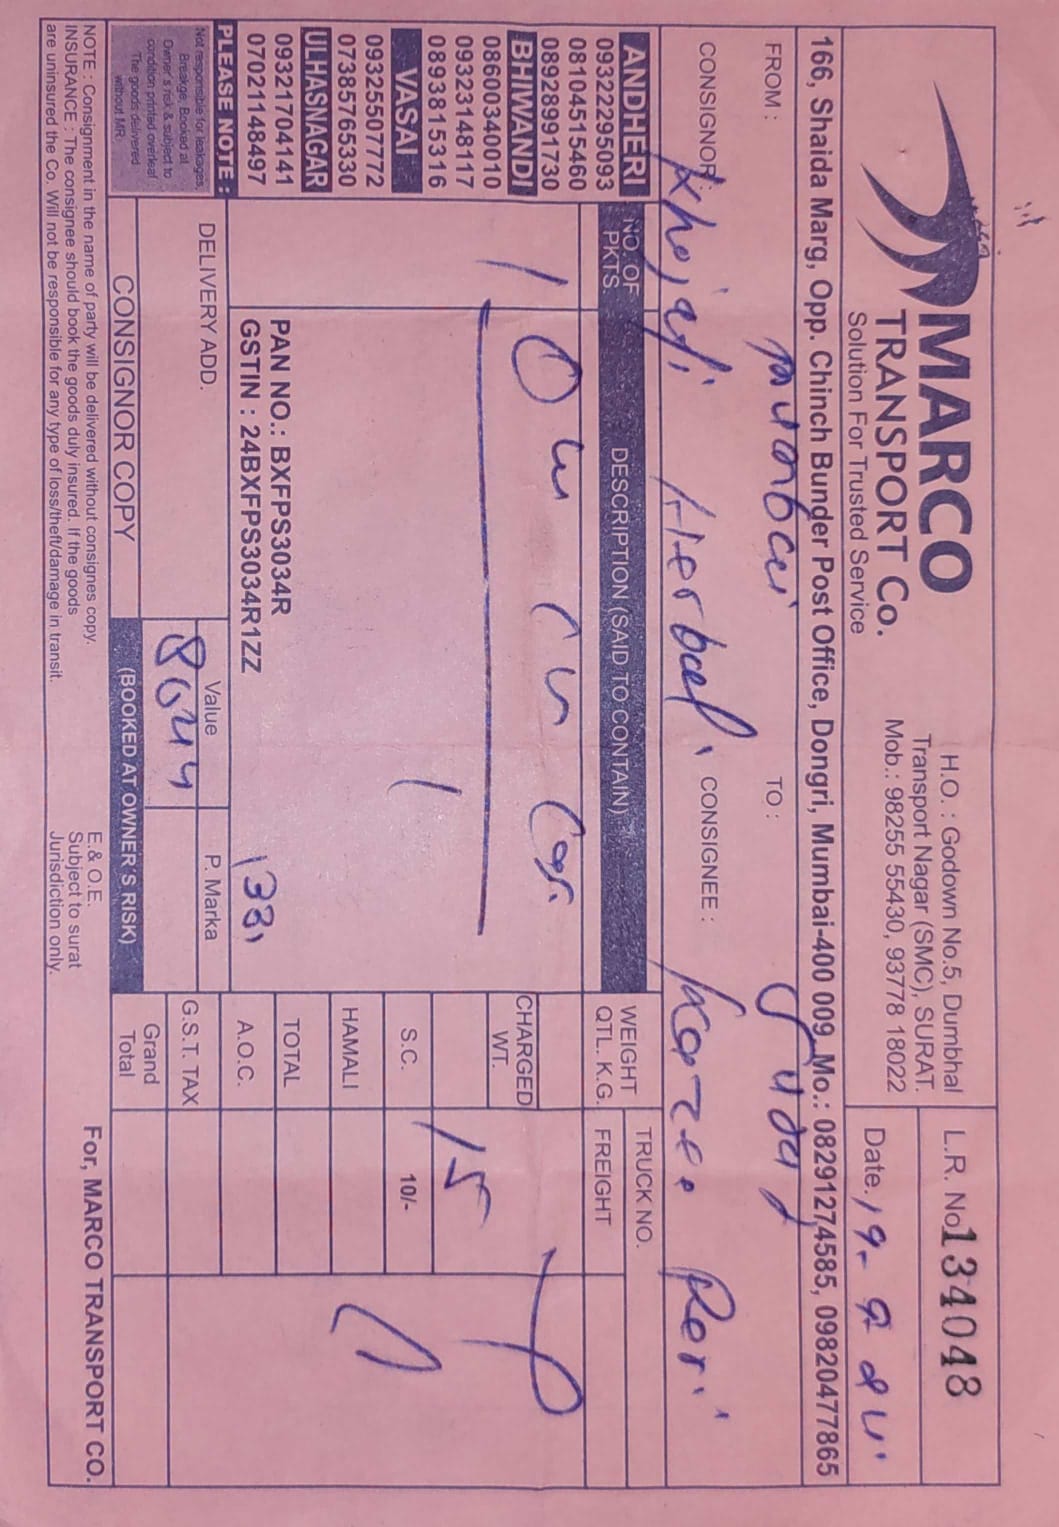 MARCO
TRANSPORT Co.
Solution For Trusted Service
H.O. : Godown No.5, Dumbhal
Transport Nagar (SMC), SURAT.
Mob.: 98255 55430, 93778 18022
L.R. No 134048
Date. 19-
166, Shaida Marg, Opp. Chinch Bunder Post Office, Dongri, Mumbai-400 009 Mo.: 08291274585, 09820477865
FROM : mumbai
TO :
CONSIGNOR : Herbal
CONSIGNEE :
ANDHERI
09322295093
08104515460
08928991730
BHIWANDI
08600340010
09323148117
08938815316
VASAI
09325507772
07385765330
ULHASNAGAR
09321704141
07021148497
PLEASE NOTE :
Not responsible for leakages,
Breakge. Booked at
Owner's risk & subject to
condition printed overleaf
The goods delivered
without MR.
NO. OF
PKTS.
DESCRIPTION (SAID TO CONTAIN)
WEIGHT
QTL. K.G.
TRUCK NO.
FREIGHT
1
CHARGED
WT.
15
S.C. 10/-
HAMALI
TOTAL
A.O.C.
G.S.T. TAX
Grand
Total
PAN NO.: BXFPS3034R
GSTIN : 24BXFPS3034R1ZZ
133
DELIVERY ADD.
Value
P. Marka
CONSIGNOR COPY
(BOOKED AT OWNER'S RISK)
NOTE : Consignment in the name of party will be delivered without consignes copy.
INSURANCE : The consignee should book the goods duly insured. If the goods
are uninsured the Co. Will not be responsible for any type of loss/theft/damage in transit.
E.& O.E.
Subject to surat
Jurisdiction only.
For, MARCO TRANSPORT CO.